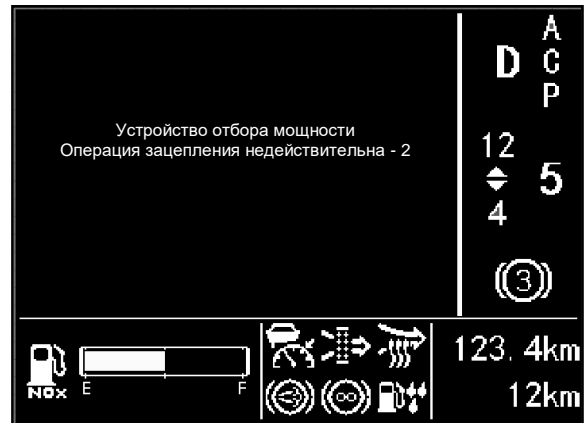 Устройство отбора мощности
Операция зацепления недействительна - 2
A
D C
P
12
5
4
3
NOx
E F
123. 4km
12km